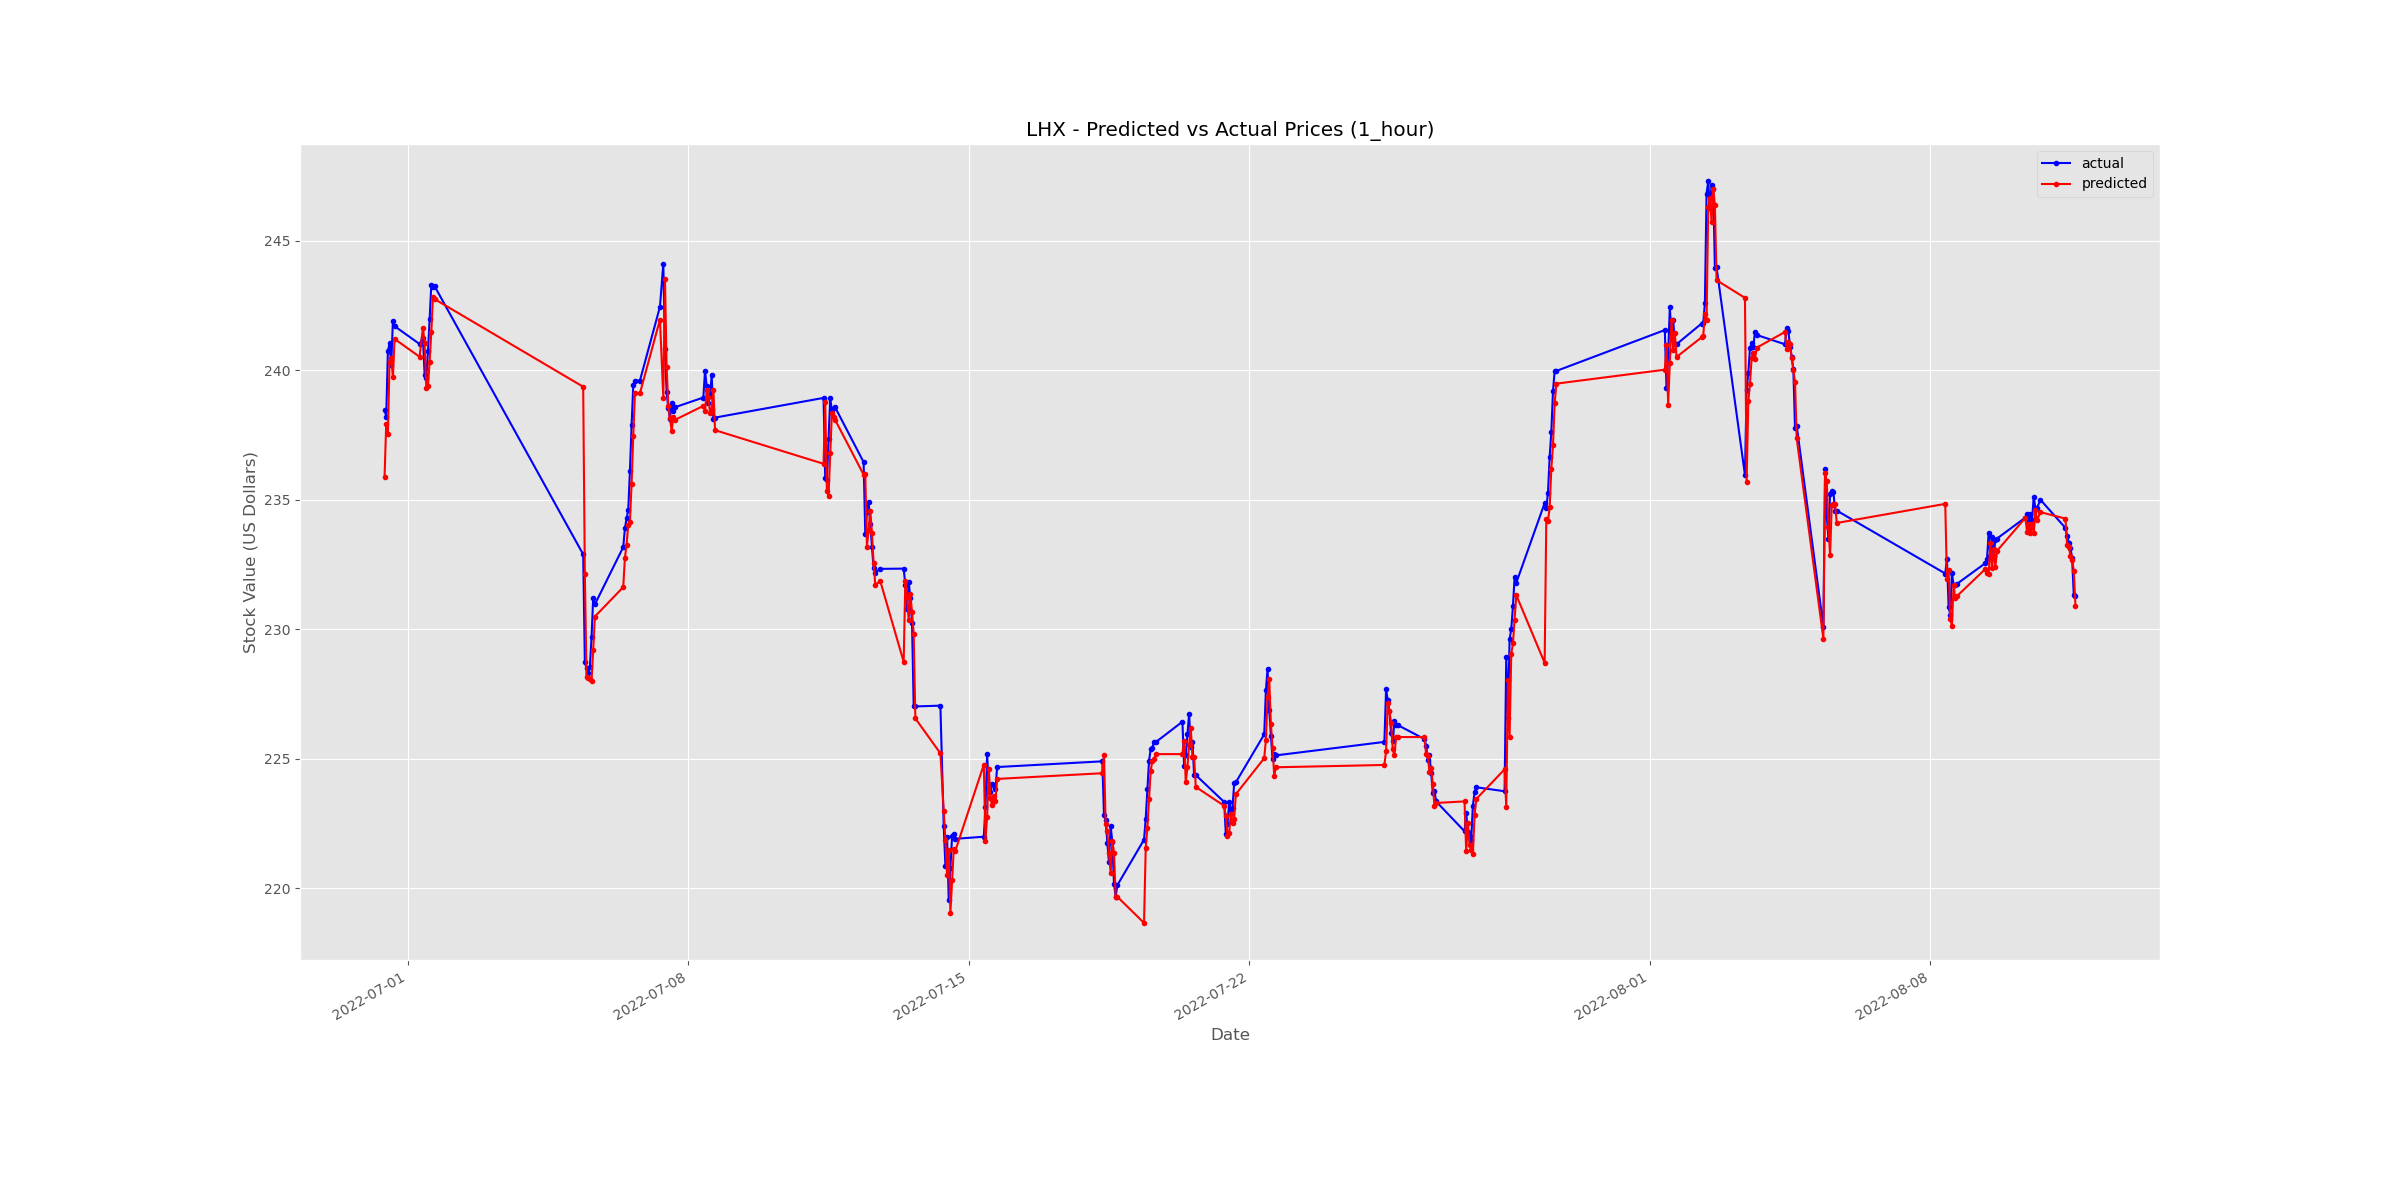 LHX - Predicted vs Actual Prices (1_hour)
actual
predicted
Stock Value (US Dollars)
245
240
235
230
225
220
2022-07-01
2022-07-08
2022-07-15
2022-07-22
2022-08-01
2022-08-08
Date